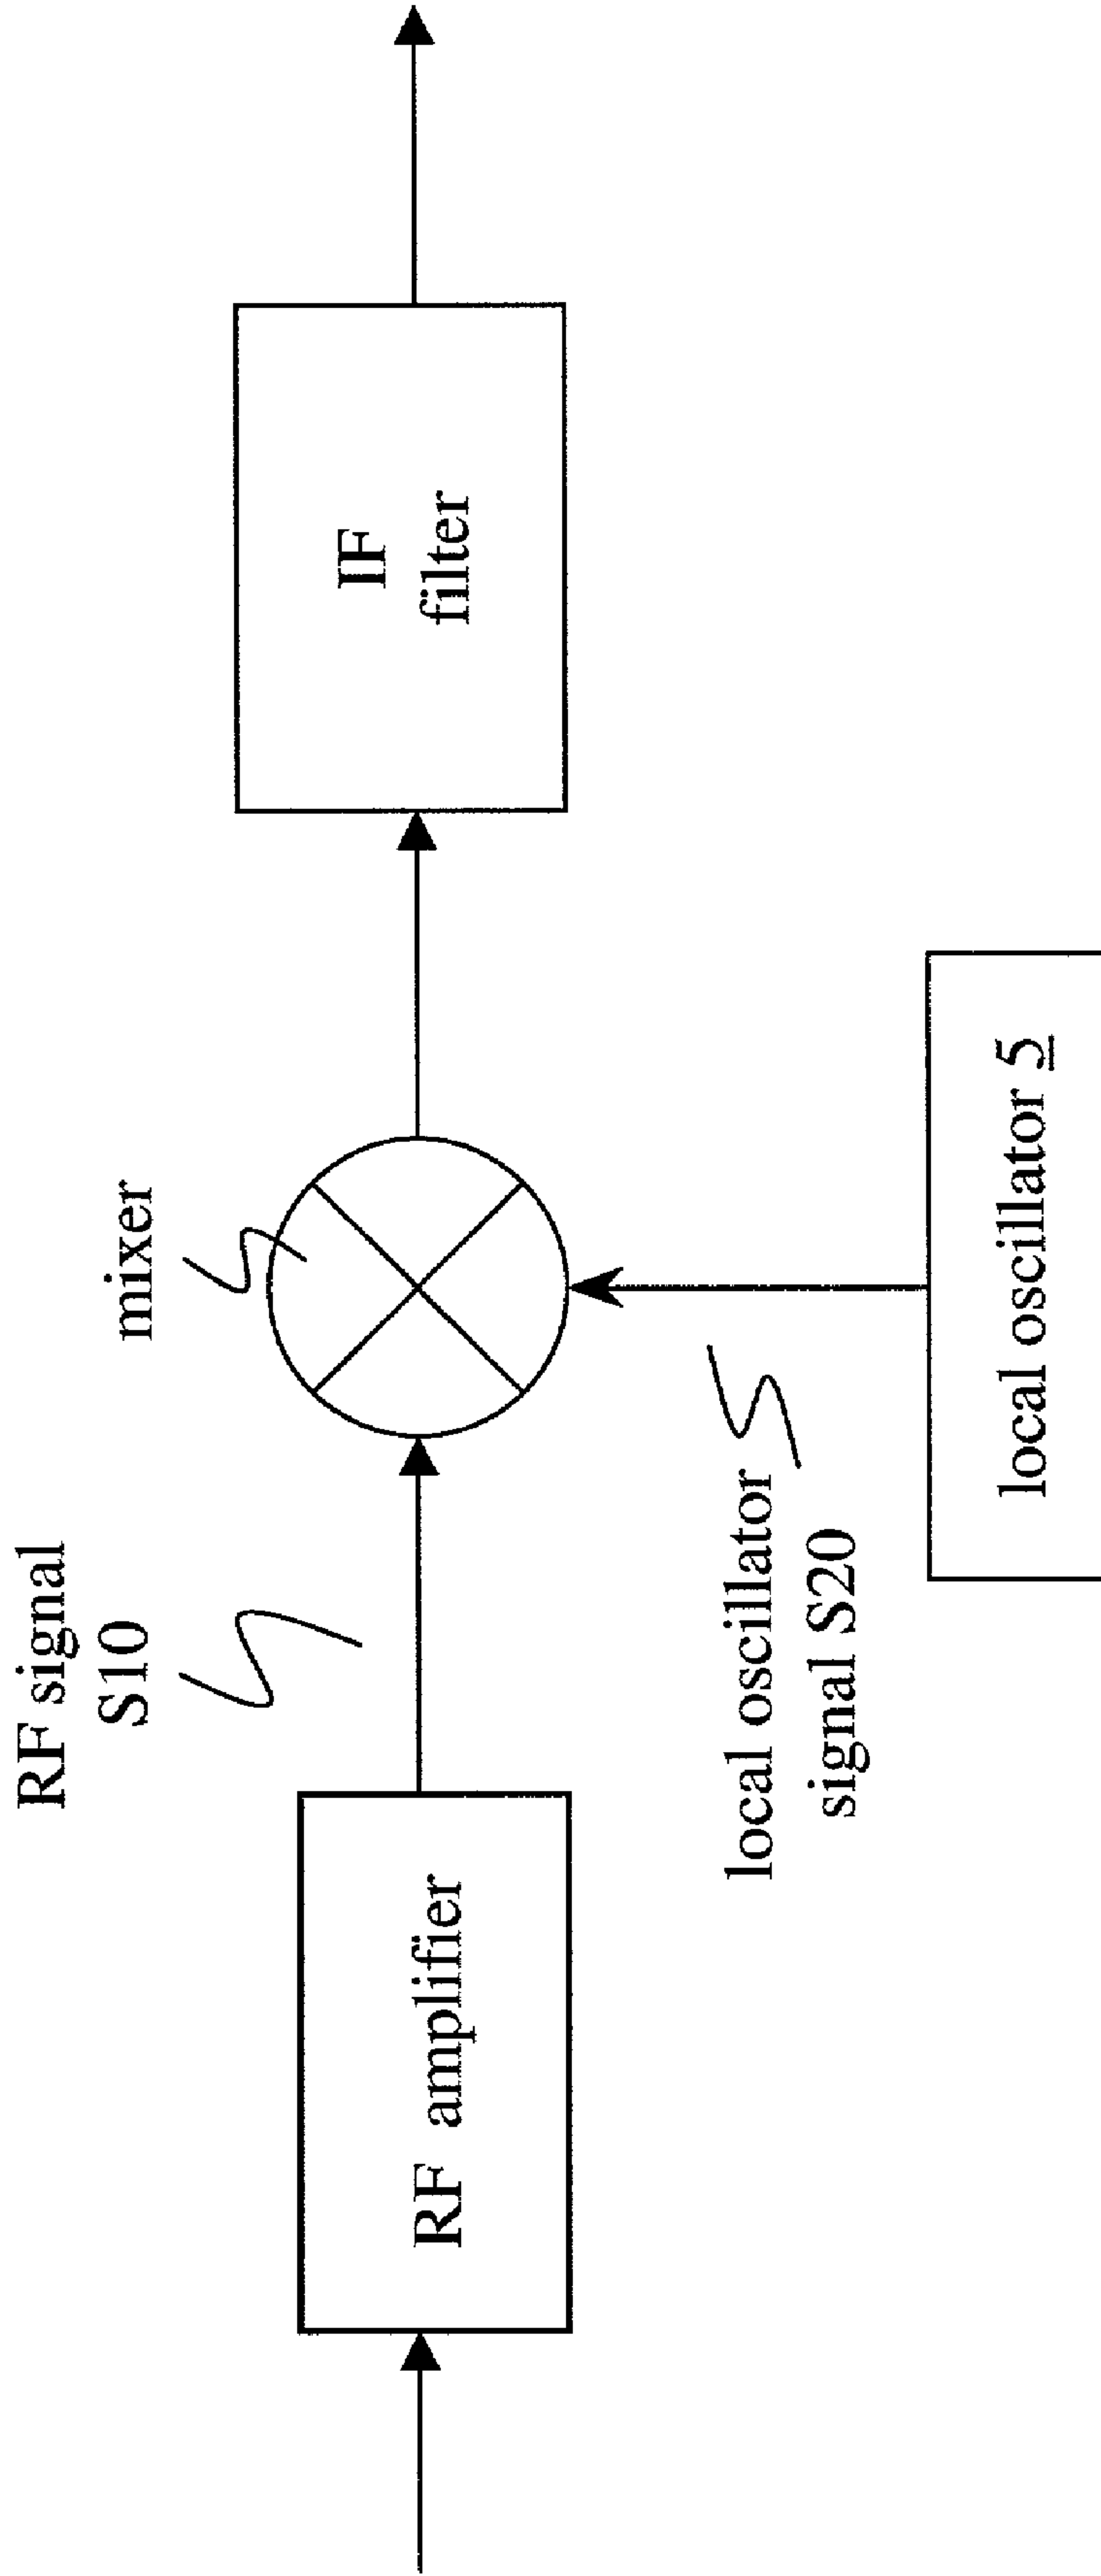 RF signal
S10
mixer
RF amplifier
IF
filter
local oscillator
signal S20
local oscillator 5